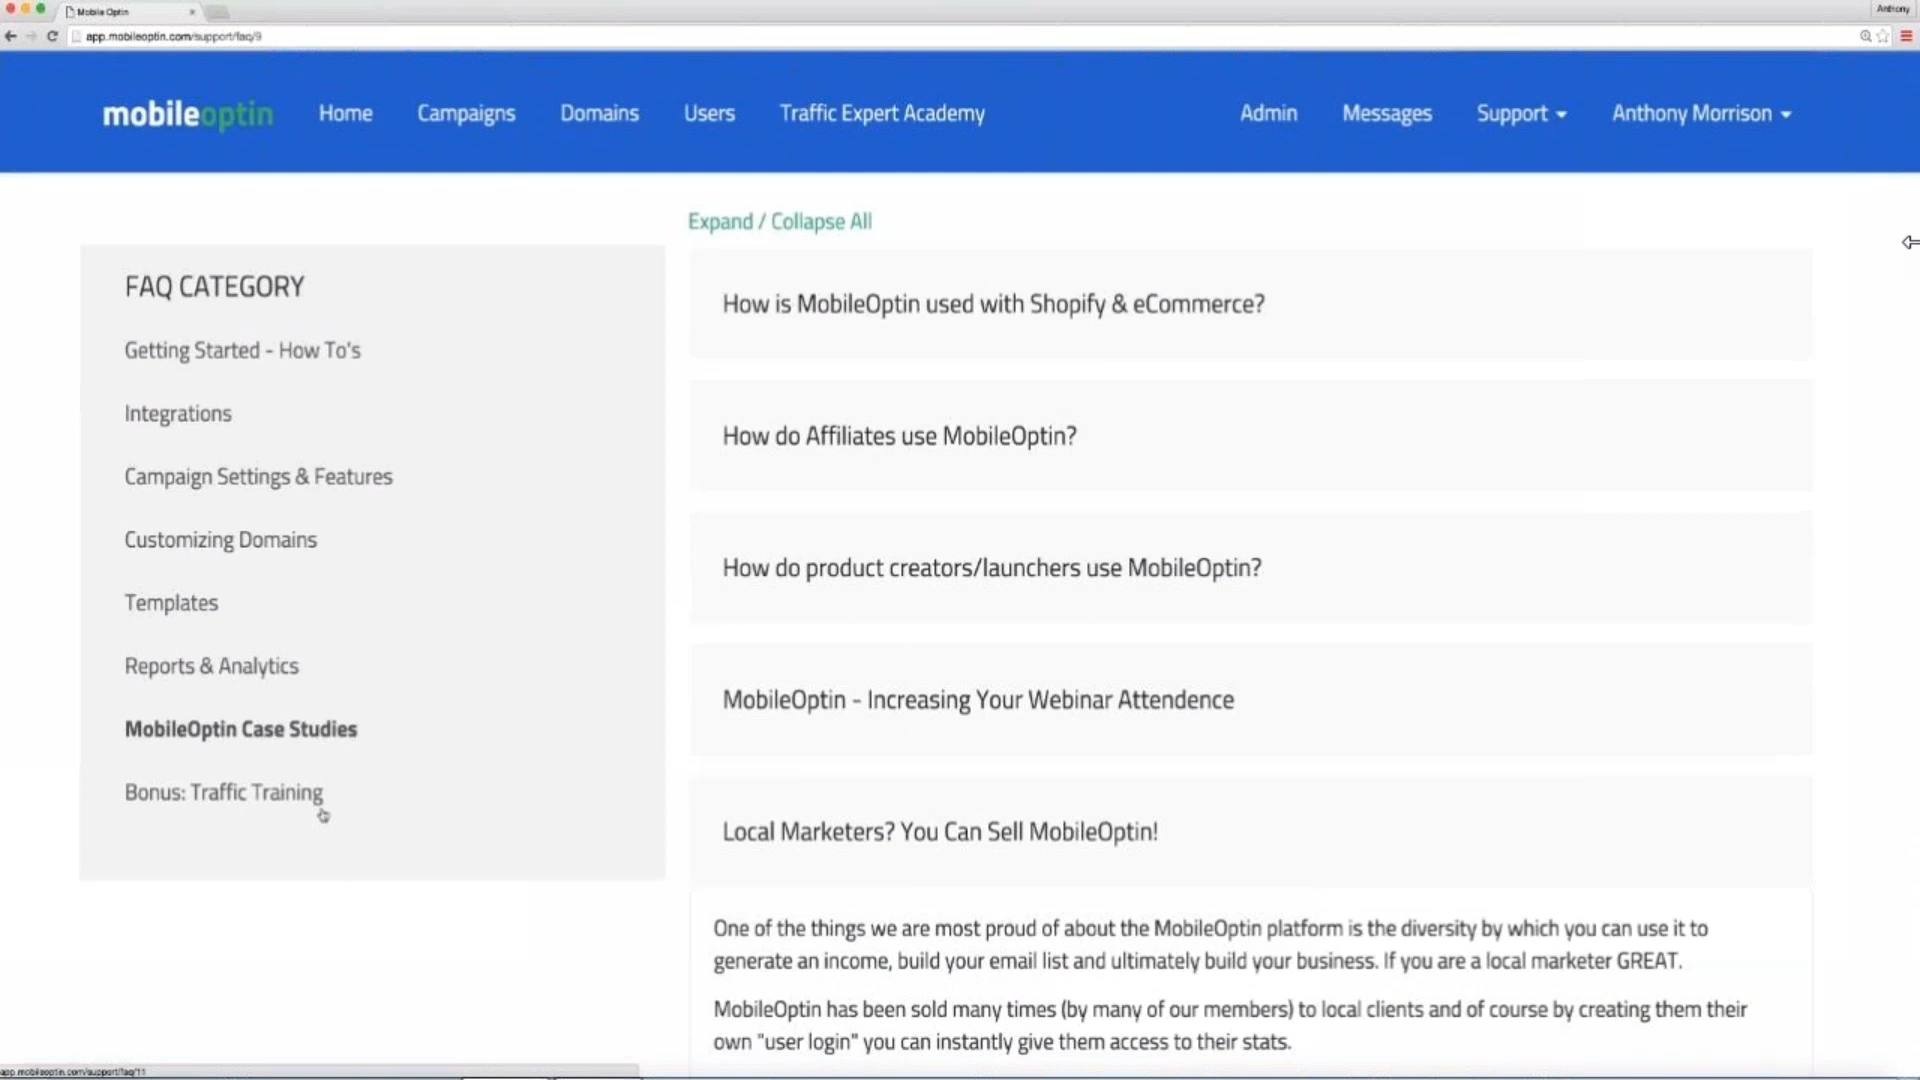 Mobile Optin
Anthony
app.mobileoptin.com/support/faq/9
mobileoptin Home Campaigns Domains Users Traffic Expert Academy Admin Messages Support Anthony Morrison
Expand / Collapse All
FAQ CATEGORY
Getting Started - How To's
Integrations
Campaign Settings & Features
Customizing Domains
Templates
Reports & Analytics
MobileOptin Case Studies
Bonus: Traffic Training
How is MobileOptin used with Shopify & eCommerce?
How do Affiliates use MobileOptin?
How do product creators/launchers use MobileOptin?
MobileOptin - Increasing Your Webinar Attendence
Local Marketers? You Can Sell MobileOptin!
One of the things we are most proud of about the MobileOptin platform is the diversity by which you can use it to
generate an income, build your email list and ultimately build your business. If you are a local marketer GREAT.
MobileOptin has been sold many times (by many of our members) to local clients and of course by creating them their
own "user login" you can instantly give them access to their stats.
app.mobileoptin.com/support/faq/11